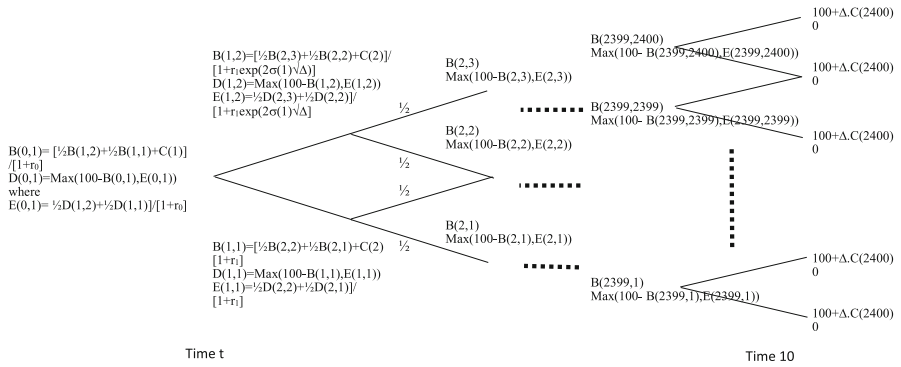 B(0,1)= [½B(1,2)+½B(1,1)+C(1)]
/[1+r₀]
D(0,1)=Max(100-B(0,1),E(0,1))
where
E(0,1)= ½D(1,2)+½D(1,1)]/[1+r₀)
B(1,2)=[½B(2,3)+½B(2,2)+C(2)]/
[1+r₁exp(2σ(1)√Δ)]
D(1,2)=Max(100-B(1,2),E(1,2))
E(1,2)=½D(2,3)+½D(2,2)]/
[1+r₁exp(2σ(1)√Δ]
½
½
½
½
B(1,1)=[½B(2,2)+½B(2,1)+C(2)
[1+r₁]
D(1,1)=Max(100-B(1,1),E(1,1))
E(1,1)=½D(2,2)+½D(2,1)]/
[1+r₁]
B(2,3)
Max(100-B(2,3),E(2,3))
B(2,2)
Max(100-B(2,2),E(2,2))
B(2,1)
Max(100-B(2,1),E(2,1))
B(2399,2400)
Max(100- B(2399,2400),E(2399,2400))
B(2399,2399)
Max(100- B(2399,2399),E(2399,2399))
B(2399,1)
Max(100- B(2399,1),E(2399,1))
100+Δ.C(2400)
0
100+Δ.C(2400)
0
100+Δ.C(2400)
0
100+Δ.C(2400)
0
100+Δ.C(2400)
0
Time t
Time 10